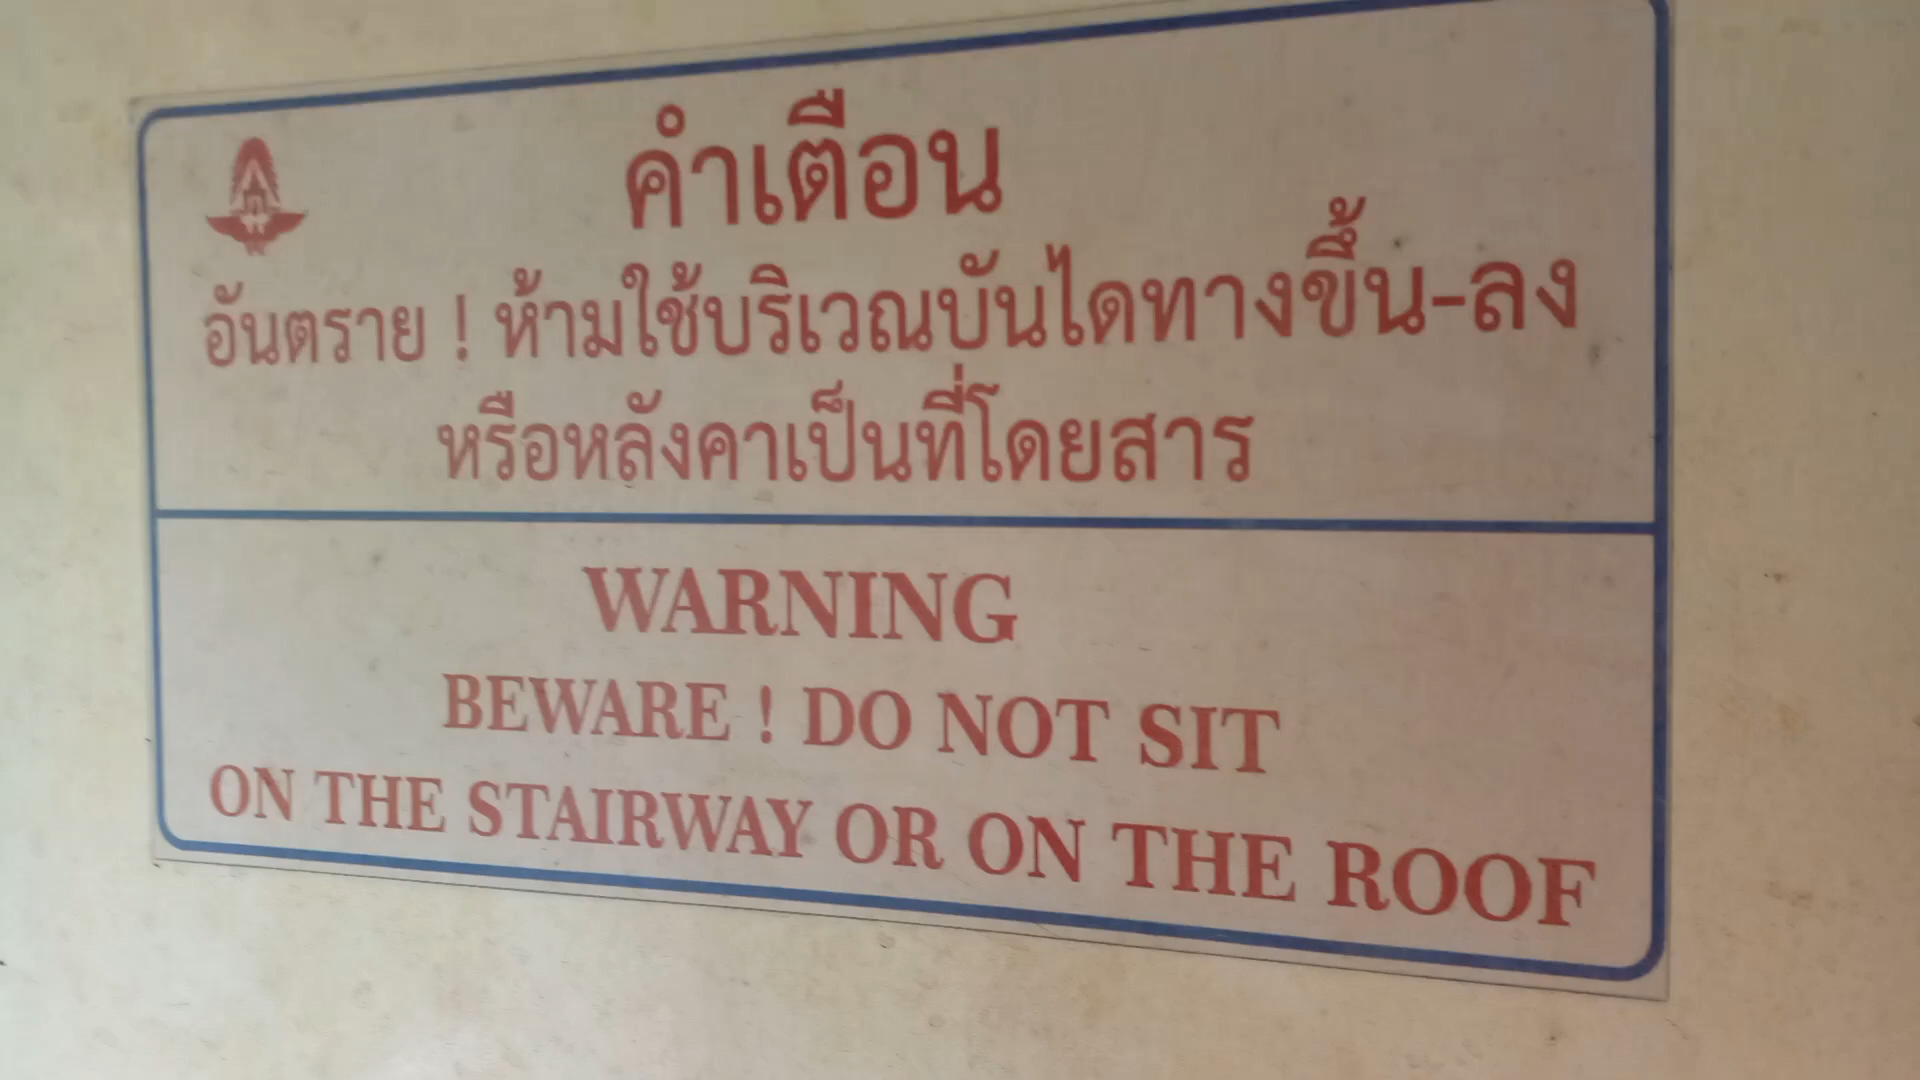 คำเตือน
อันตราย ! ห้ามใช้บริเวณบันไดทางขึ้น-ลง
หรือหลังคาเป็นที่โดยสาร
WARNING
BEWARE ! DO NOT SIT
ON THE STAIRWAY OR ON THE ROOF